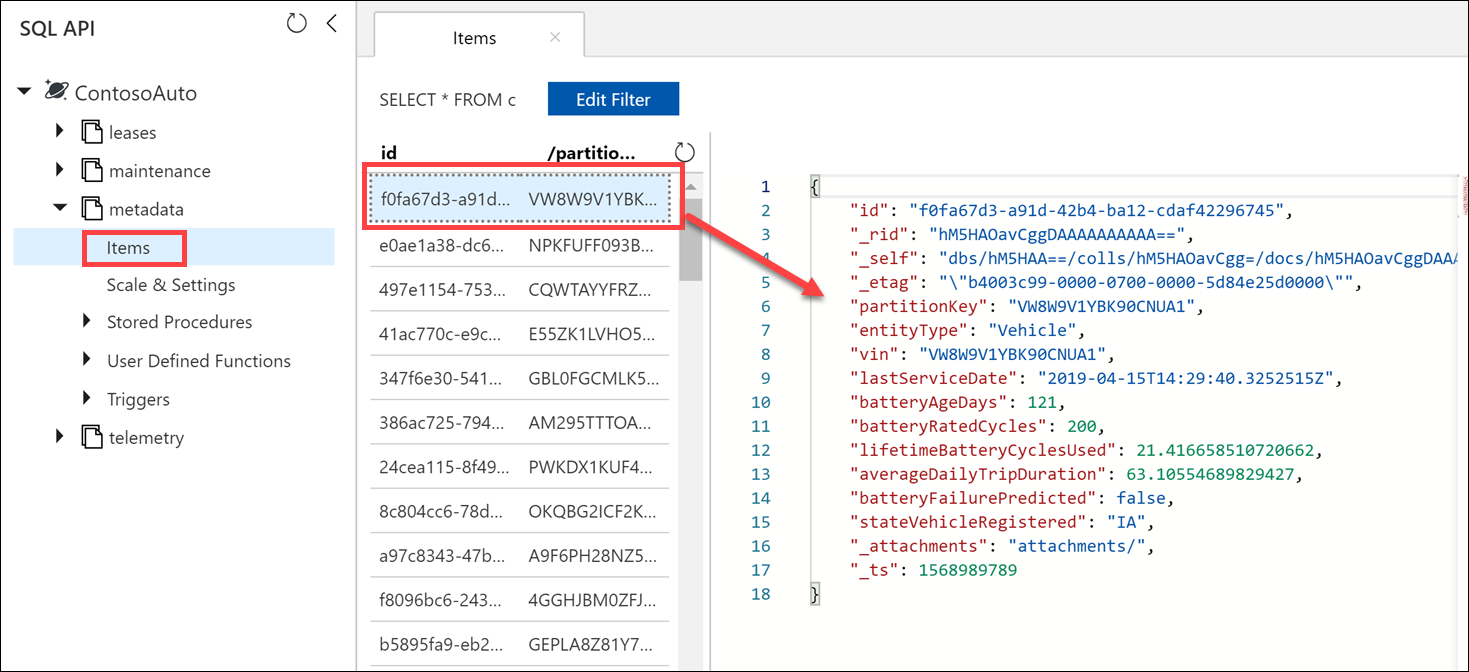 SQL API
ContosoAuto
leases
maintenance
metadata
Items
Scale & Settings
Stored Procedures
User Defined Functions
Triggers
telemetry
Items
SELECT * FROM c
Edit Filter
id /partitio...
f0fa67d3-a91d... VW8W9V1YBK...
e0ae1a38-dc6... NPKFUFF093B...
497e1154-753... CQWTAYYFRZ...
41ac770c-e9c... E55ZK1LVHO5...
347f6e30-541... GBL0FGCMLK5...
386ac725-794... AM295TTTOA...
24cea115-8f49... PWKDX1KUF4...
8c804cc6-78d... OKQBG2ICF2K...
a97c8343-47b... A9F6PH28NZ5...
f8096bc6-243... 4GGHJBM0ZFJ...
b5895fa9-eb2... GEPLA8Z81Y7...
1 {
2 "id": "f0fa67d3-a91d-42b4-ba12-cdaf42296745",
3 "_rid": "hM5HAOavCggDAAAAAAAAAA==",
4 "_self": "dbs/hM5HAA==/colls/hM5HAOavCgg=/docs/hM5HAOavCggDAAA
5 "_etag": "\"b4003c99-0000-0700-0000-5d84e25d0000\"",
6 "partitionKey": "VW8W9V1YBK90CNUA1",
7 "entityType": "Vehicle",
8 "vin": "VW8W9V1YBK90CNUA1",
9 "lastServiceDate": "2019-04-15T14:29:40.3252515Z",
10 "batteryAgeDays": 121,
11 "batteryRatedCycles": 200,
12 "lifetimeBatteryCyclesUsed": 21.416658510720662,
13 "averageDailyTripDuration": 63.10554689829427,
14 "batteryFailurePredicted": false,
15 "stateVehicleRegistered": "IA",
16 "_attachments": "attachments/",
17 "_ts": 1568989789
18 }